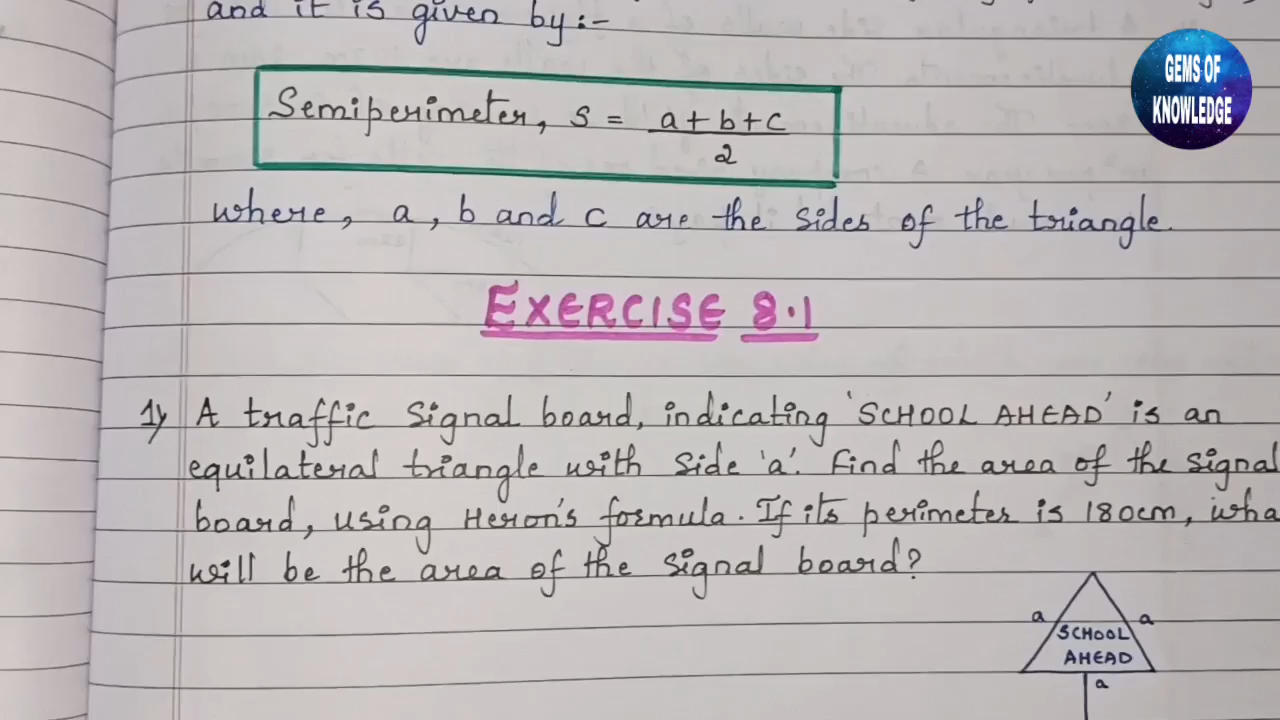 and it is given by:-
GEMS OF
KNOWLEDGE
Semiperimeter, s = a+b+c
2
where, a, b and c are the sides of the triangle.
EXERCISE 8.1
1) A traffic signal board, indicating 'SCHOOL AHEAD' is an
equilateral triangle with side 'a'. Find the area of the signal
board, using Heron's formula. If its perimeter is 180cm, wha
will be the area of the signal board?
a
a
SCHOOL
AHEAD
a